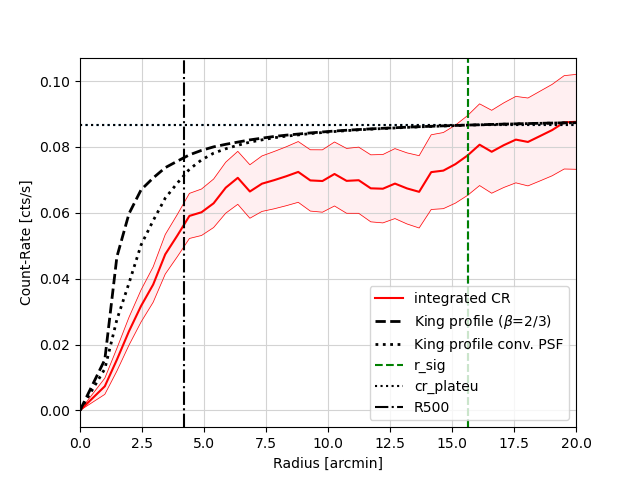 0.10
0.08
0.06
0.04
0.02
0.00
Count-Rate [cts/s]
integrated CR
King profile (β=2/3)
King profile conv. PSF
r_sig
cr_plateu
R500
0.0 2.5 5.0 7.5 10.0 12.5 15.0 17.5 20.0
Radius [arcmin]